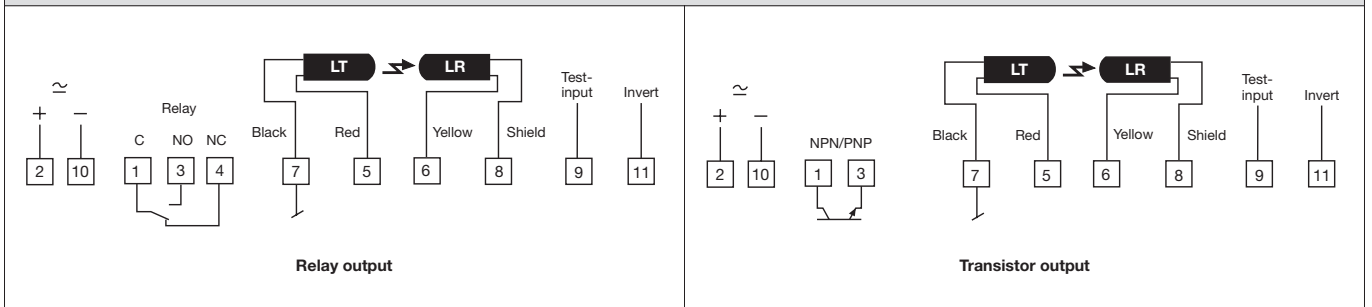 LT LR
≃
+ −
Relay
C NO NC
Black Red Yellow Shield
Test-
input
Invert
2 10 1 3 4 7 5 6 8 9 11
Relay output
LT LR
≃
+ −
NPN/PNP
Black Red Yellow Shield
Test-
input
Invert
2 10 1 3 7 5 6 8 9 11
Transistor output